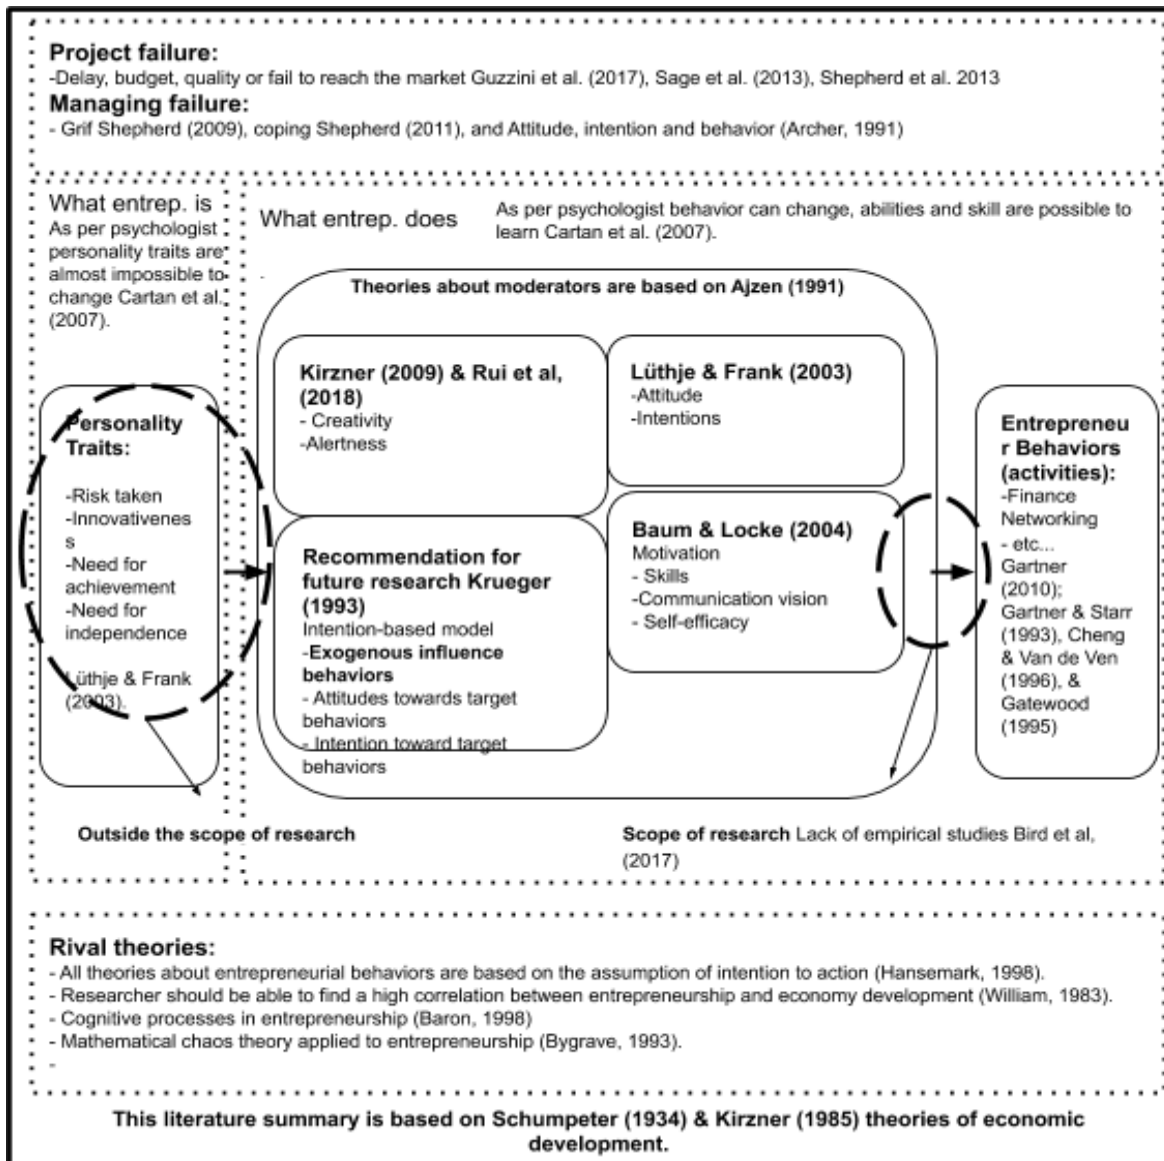 Project failure:
-Delay, budget, quality or fail to reach the market Guzzini et al. (2017), Sage et al. (2013), Shepherd et al. 2013
Managing failure:
- Grif Shepherd (2009), coping Shepherd (2011), and Attitude, intention and behavior (Archer, 1991)
What entrep. is
As per psychologist
personality traits are
almost impossible to
change Cartan et al.
(2007).
What entrep. does
As per psychologist behavior can change, abilities and skill are possible to
learn Cartan et al. (2007).
Theories about moderators are based on Ajzen (1991)
Personality
Traits:
-Risk taken
-Innovativenes
s
-Need for
achievement
-Need for
independence
Lüthje & Frank
(2003).
Kirzner (2009) & Rui et al,
(2018)
- Creativity
-Alertness
Lüthje & Frank (2003)
-Attitude
-Intentions
Recommendation for
future research Krueger
(1993)
Intention-based model
-Exogenous influence
behaviors
- Attitudes towards target
behaviors
- Intention toward target
behaviors
Baum & Locke (2004)
Motivation
- Skills
-Communication vision
- Self-efficacy
Entrepreneu
r Behaviors
(activities):
-Finance
Networking
- etc...
Gartner
(2010);
Gartner & Starr
(1993), Cheng
& Van de Ven
(1996), &
Gatewood
(1995)
Outside the scope of research
Scope of research Lack of empirical studies Bird et al,
(2017)
Rival theories:
- All theories about entrepreneurial behaviors are based on the assumption of intention to action (Hansemark, 1998).
- Researcher should be able to find a high correlation between entrepreneurship and economy development (William, 1983).
- Cognitive processes in entrepreneurship (Baron, 1998)
- Mathematical chaos theory applied to entrepreneurship (Bygrave, 1993).
-
This literature summary is based on Schumpeter (1934) & Kirzner (1985) theories of economic
development.